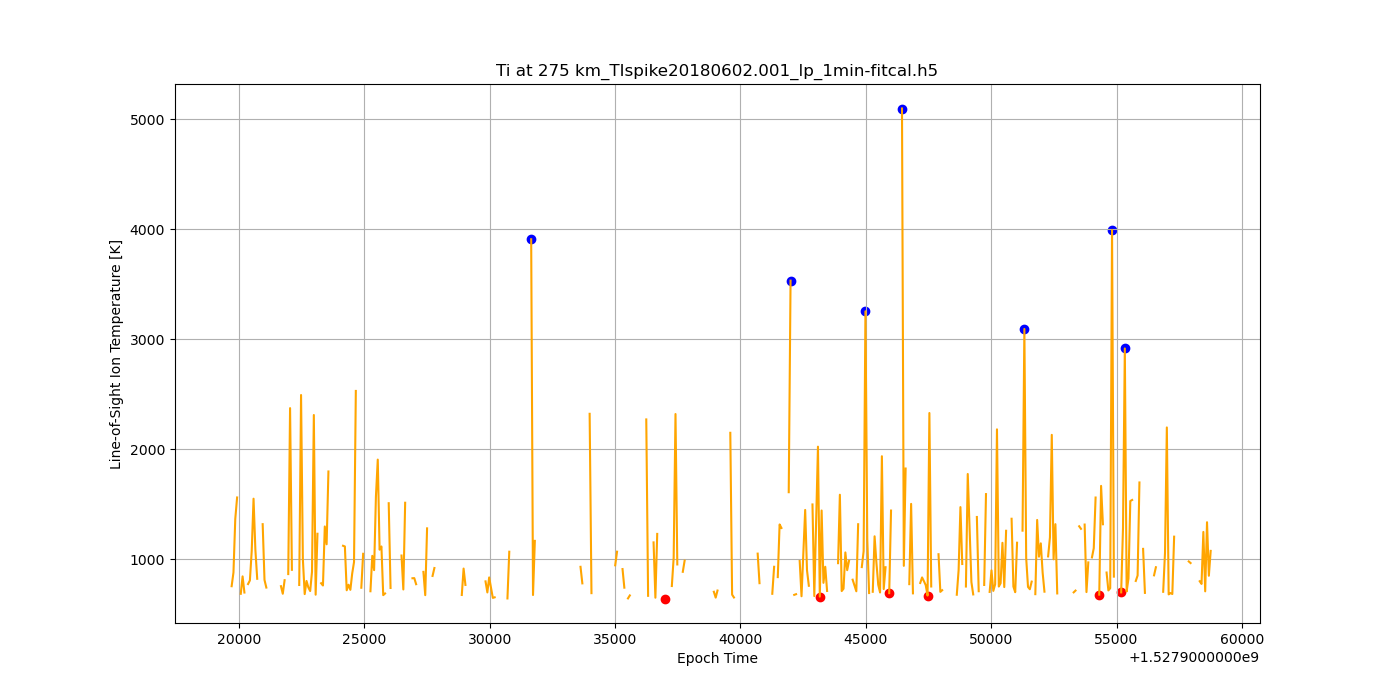 Ti at 275 km_TIspike20180602.001_lp_1min-fitcal.h5
Line-of-Sight Ion Temperature [K]
5000
4000
3000
2000
1000
20000 25000 30000 35000 40000 45000 50000 55000 60000
Epoch Time
+1.5279000000e9